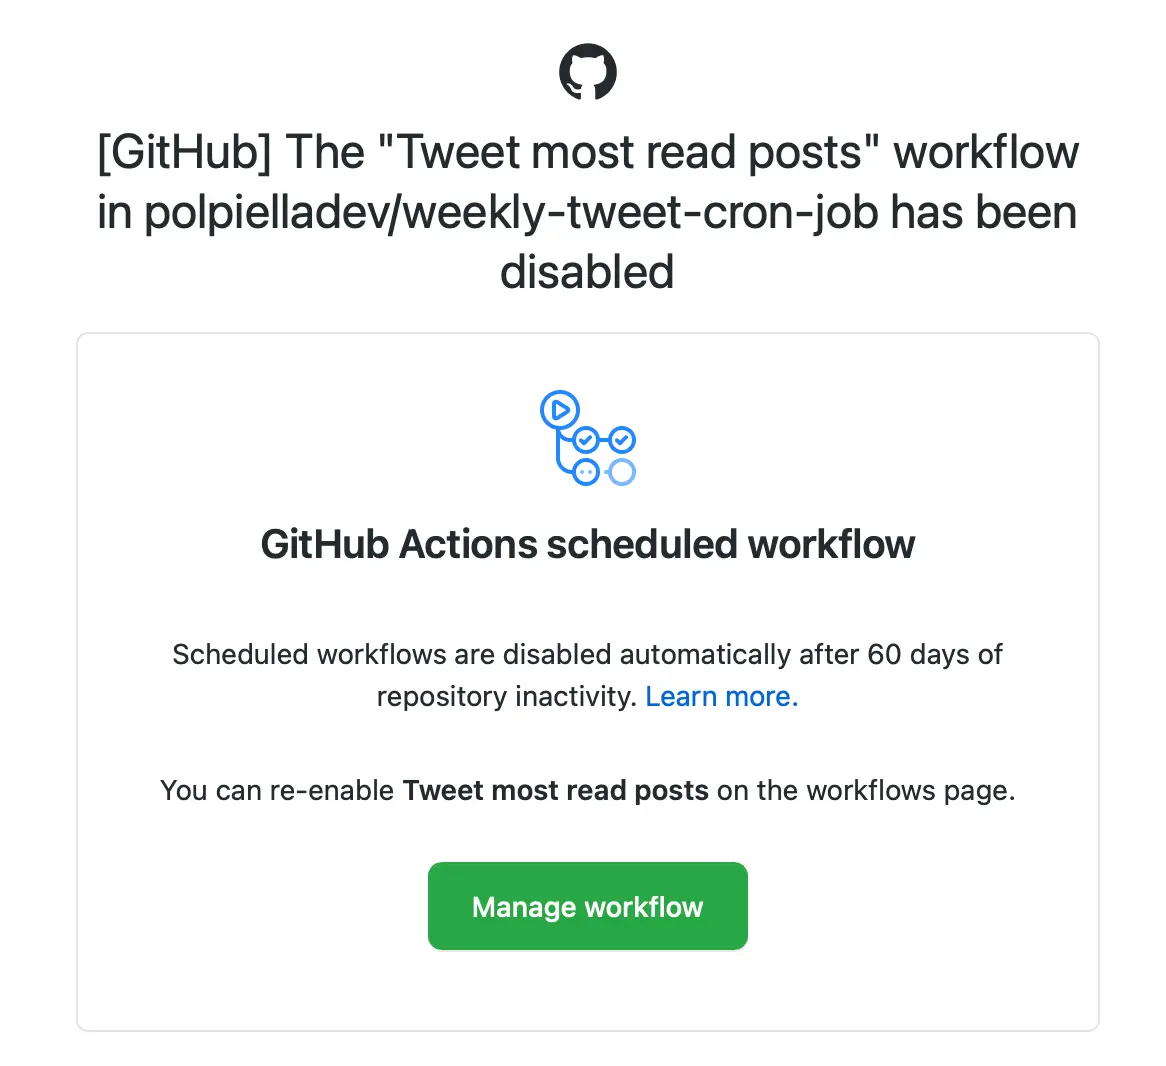 [GitHub] The "Tweet most read posts" workflow
in polpielladev/weekly-tweet-cron-job has been
disabled
GitHub Actions scheduled workflow
Scheduled workflows are disabled automatically after 60 days of
repository inactivity. Learn more.
You can re-enable Tweet most read posts on the workflows page.
Manage workflow